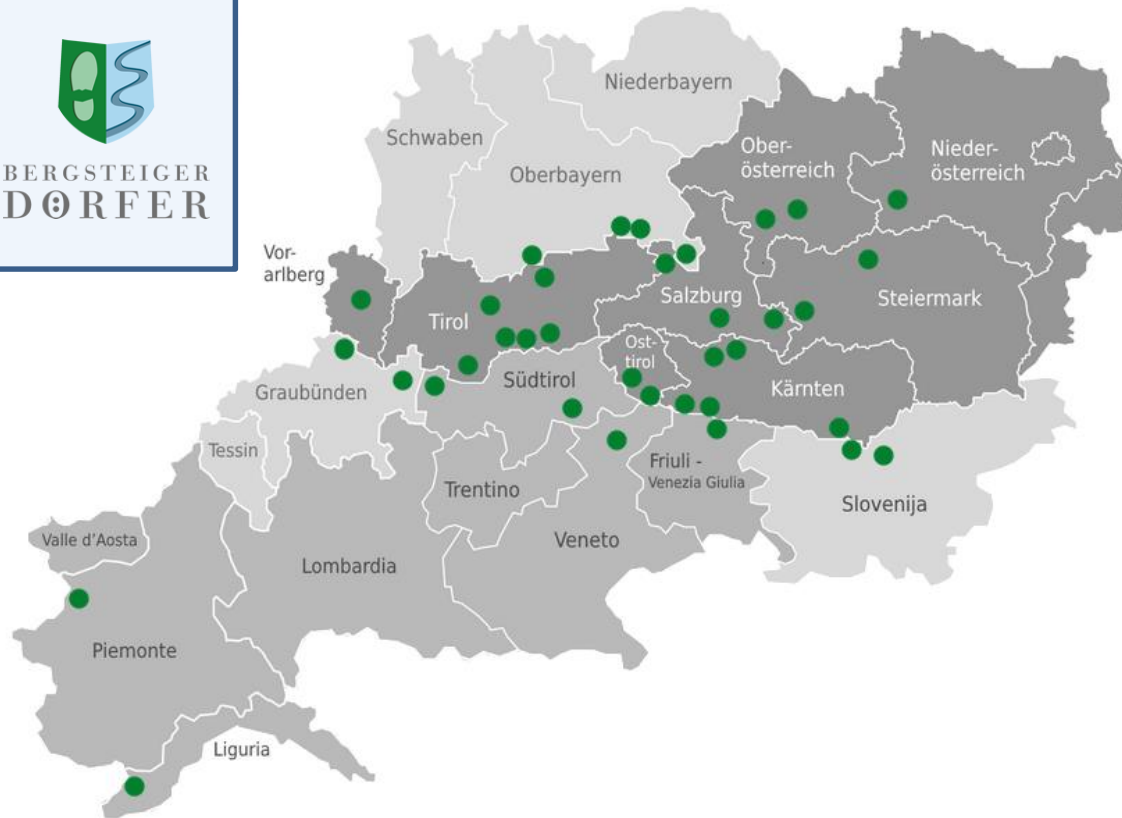 BERGSTEIGER
DÖRFER
Niederbayern
Schwaben
Oberbayern
Ober-
österreich
Nieder-
österreich
Vor-
arlberg
Tirol
Salzburg
Steiermark
Ost-
tirol
Südtirol
Kärnten
Graubünden
Tessin
Trentino
Friuli -
Venezia Giulia
Slovenija
Valle d'Aosta
Lombardia
Veneto
Piemonte
Liguria